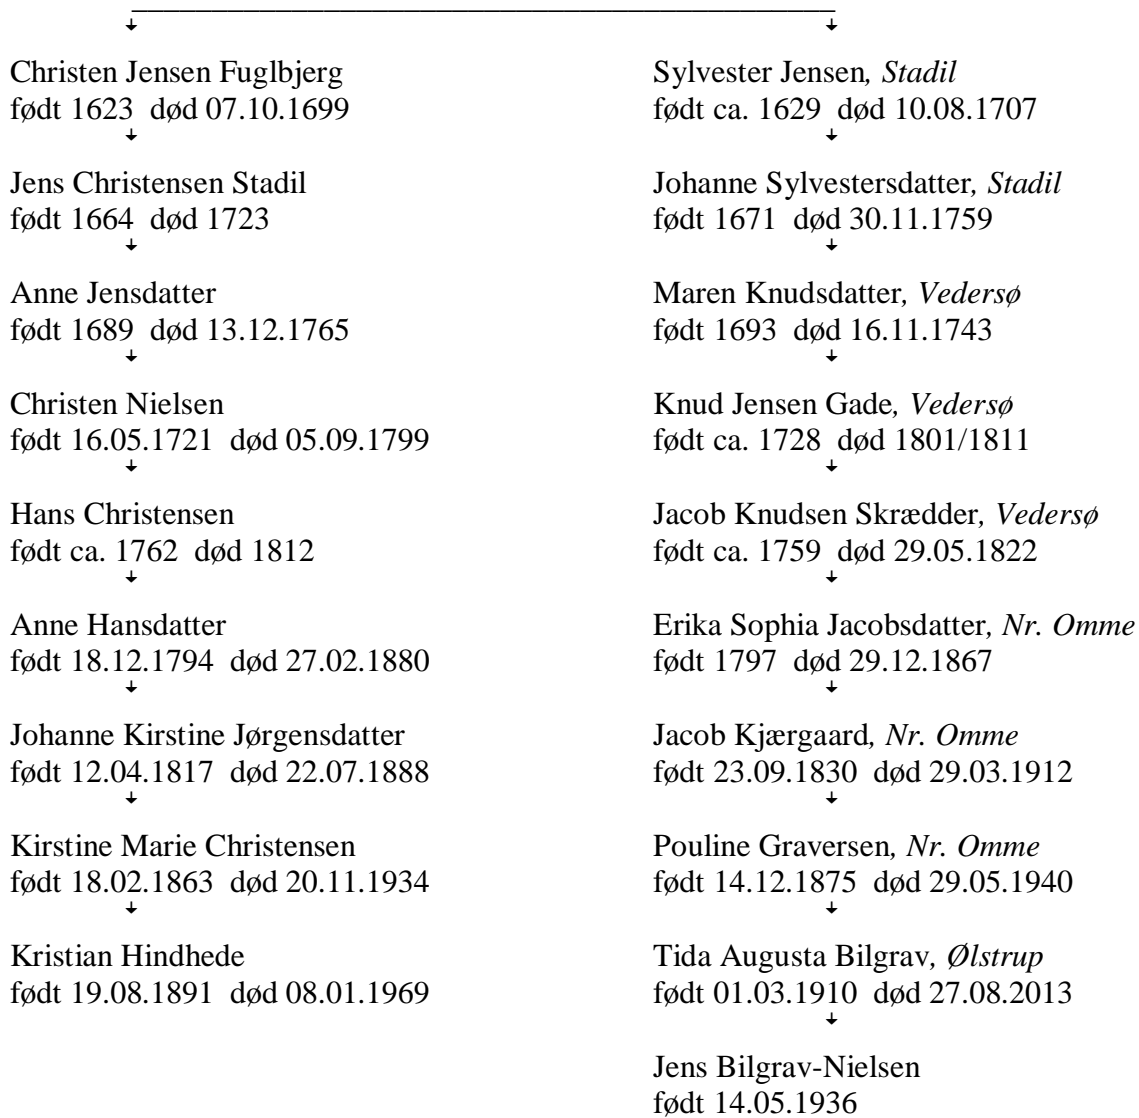 Christen Jensen Fuglbjerg
født 1623 død 07.10.1699
Jens Christensen Stadil
født 1664 død 1723
Anne Jensdatter
født 1689 død 13.12.1765
Christen Nielsen
født 16.05.1721 død 05.09.1799
Hans Christensen
født ca. 1762 død 1812
Anne Hansdatter
født 18.12.1794 død 27.02.1880
Johanne Kirstine Jørgensdatter
født 12.04.1817 død 22.07.1888
Kirstine Marie Christensen
født 18.02.1863 død 20.11.1934
Kristian Hindhede
født 19.08.1891 død 08.01.1969
Sylvester Jensen, Stadil
født ca. 1629 død 10.08.1707
Johanne Sylvestersdatter, Stadil
født 1671 død 30.11.1759
Maren Knudsdatter, Vedersø
født 1693 død 16.11.1743
Knud Jensen Gade, Vedersø
født ca. 1728 død 1801/1811
Jacob Knudsen Skrædder, Vedersø
født ca. 1759 død 29.05.1822
Erika Sophia Jacobsdatter, Nr. Omme
født 1797 død 29.12.1867
Jacob Kjærgaard, Nr. Omme
født 23.09.1830 død 29.03.1912
Pouline Graversen, Nr. Omme
født 14.12.1875 død 29.05.1940
Tida Augusta Bilgrav, Ølstrup
født 01.03.1910 død 27.08.2013
Jens Bilgrav-Nielsen
født 14.05.1936